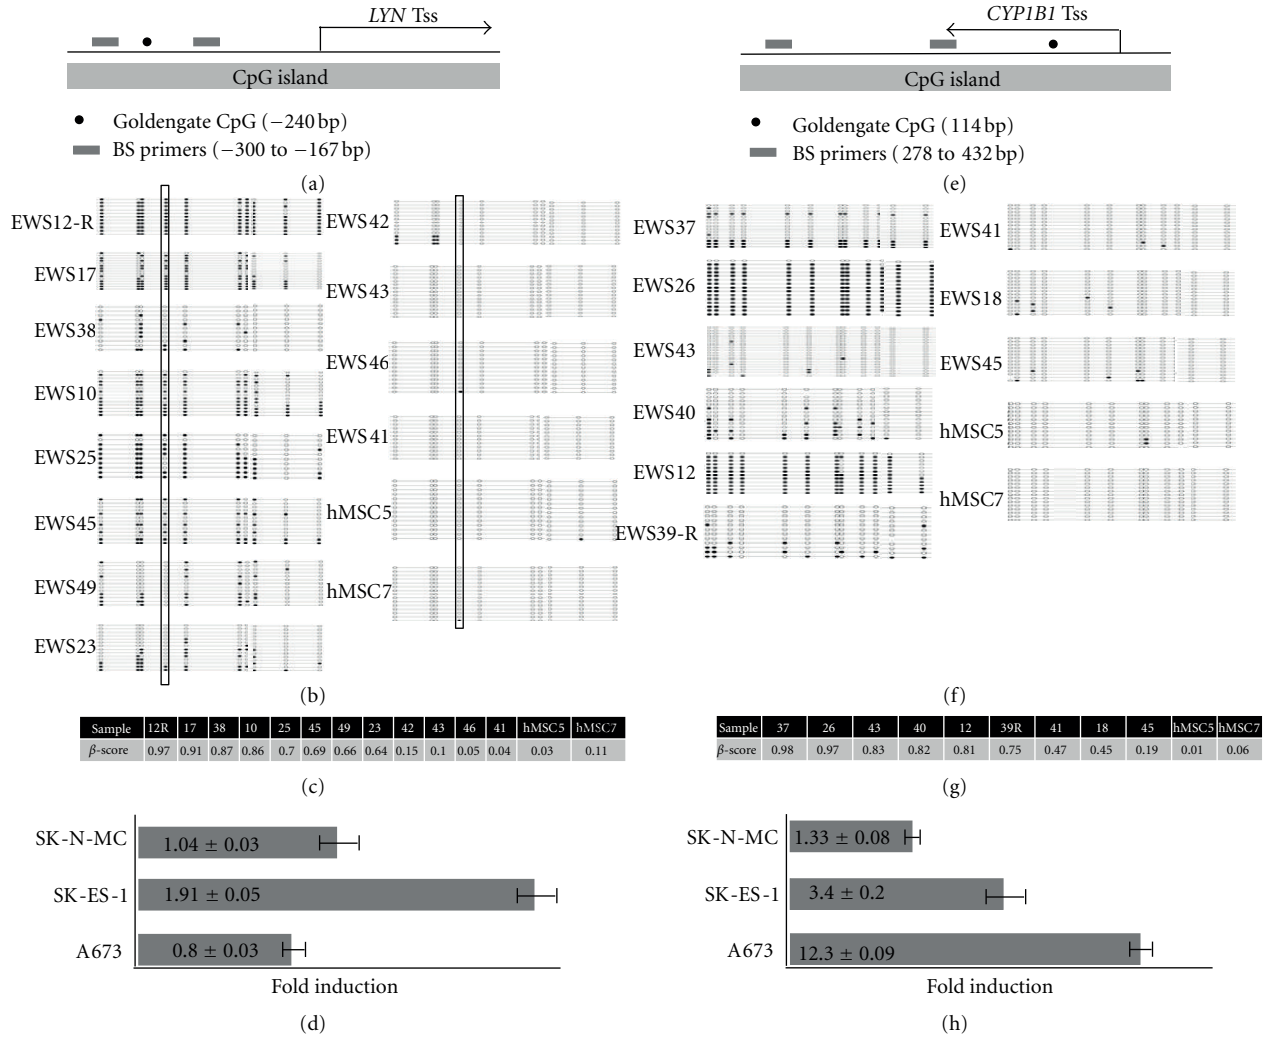 LYN Tss
CpG island
Goldengate CpG (−240 bp)
BS primers (−300 to −167 bp)
(a)
CYP1B1 Tss
CpG island
Goldengate CpG (114 bp)
BS primers (278 to 432 bp)
(e)
EWS12-R
EWS17
EWS38
EWS10
EWS25
EWS45
EWS49
EWS23
EWS42
EWS43
EWS46
EWS41
hMSC5
hMSC7
(b)
EWS37
EWS26
EWS43
EWS40
EWS12
EWS39-R
EWS41
EWS18
EWS45
hMSC5
hMSC7
(f)
Sample 12R 17 38 10 25 45 49 23 42 43 46 41 hMSC5 hMSC7
β-score 0.97 0.91 0.87 0.86 0.7 0.69 0.66 0.64 0.15 0.1 0.05 0.04 0.03 0.11
(c)
Sample 37 26 43 40 12 39R 41 18 45 hMSC5 hMSC7
β-score 0.98 0.97 0.83 0.82 0.81 0.75 0.47 0.45 0.19 0.01 0.06
(g)
SK-N-MC 1.04 ± 0.03
SK-ES-1 1.91 ± 0.05
A673 0.8 ± 0.03
Fold induction
(d)
SK-N-MC 1.33 ± 0.08
SK-ES-1 3.4 ± 0.2
A673 12.3 ± 0.09
Fold induction
(h)